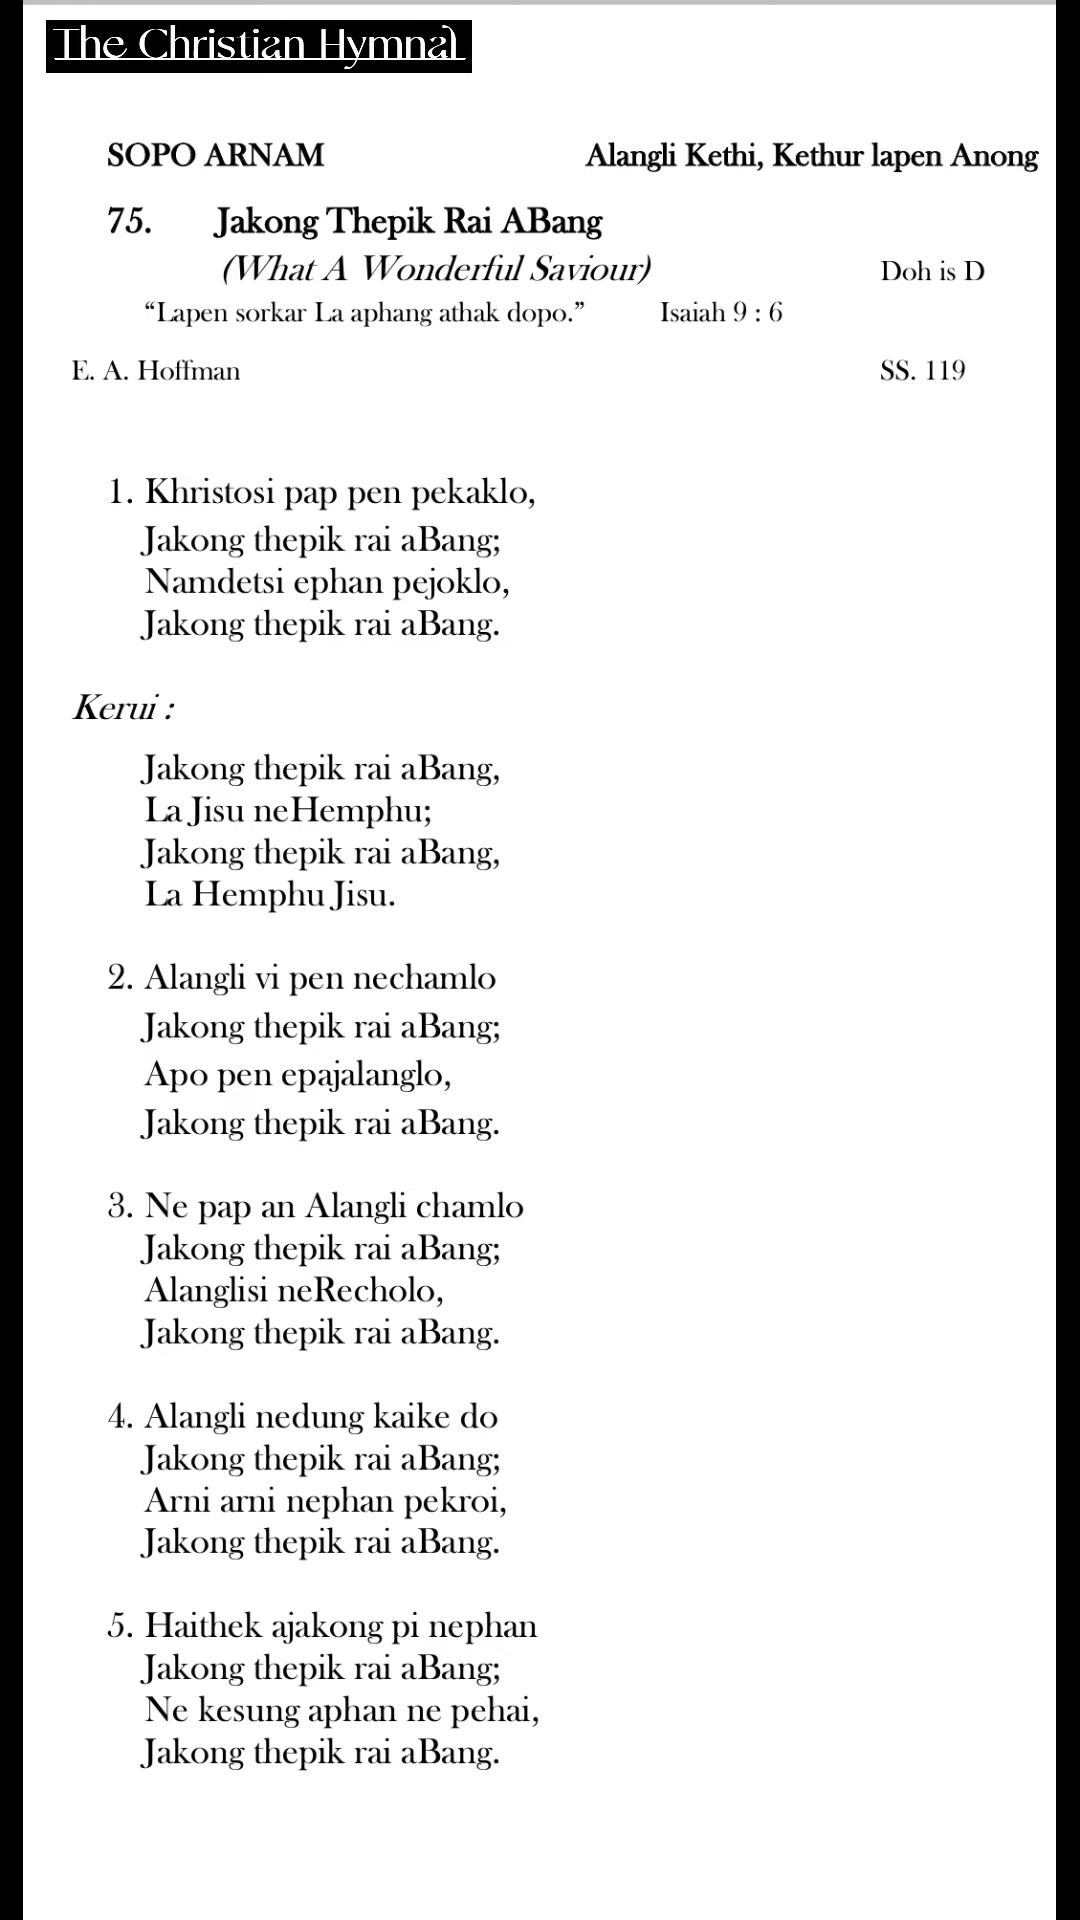 The Christian Hymnal
SOPO ARNAM Alangli Kethi, Kethur lapen Anong
75. Jakong Thepik Rai ABang
(What A Wonderful Saviour) Doh is D
“Lapen sorkar La aphang athak dopo.” Isaiah 9 : 6
E. A. Hoffman SS. 119
1. Khristosi pap pen pekaklo,
Jakong thepik rai aBang;
Namdetsi ephan pejoklo,
Jakong thepik rai aBang.
Kerui :
Jakong thepik rai aBang,
La Jisu neHemphu;
Jakong thepik rai aBang,
La Hemphu Jisu.
2. Alangli vi pen nechamlo
Jakong thepik rai aBang;
Apo pen epajalanglo,
Jakong thepik rai aBang.
3. Ne pap an Alangli chamlo
Jakong thepik rai aBang;
Alanglisi neRecholo,
Jakong thepik rai aBang.
4. Alangli nedung kaike do
Jakong thepik rai aBang;
Arni arni nephan pekroi,
Jakong thepik rai aBang.
5. Haithek ajakong pi nephan
Jakong thepik rai aBang;
Ne kesung aphan ne pehai,
Jakong thepik rai aBang.